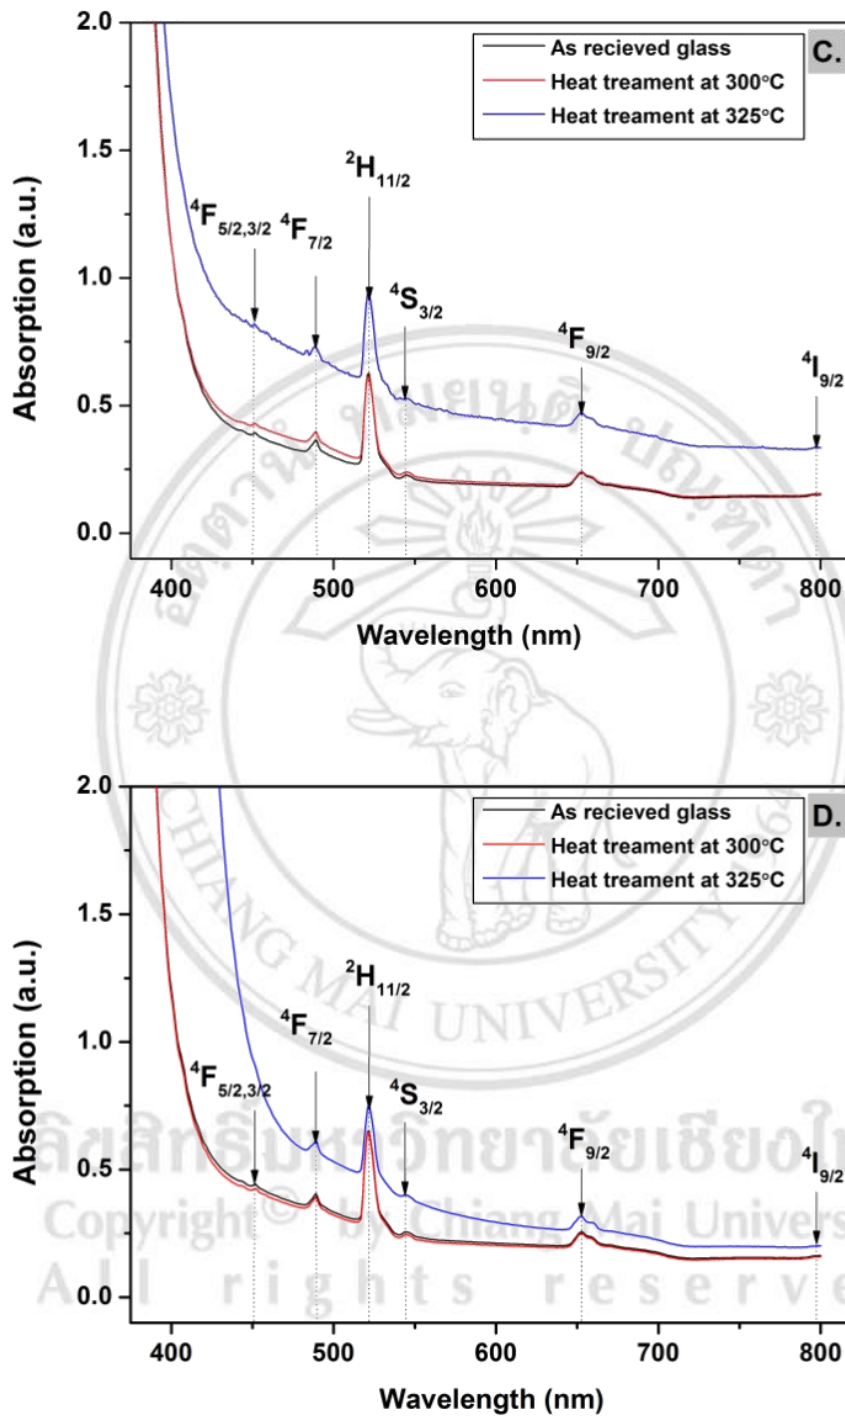 2.0
As recieved glass
C.
Heat treament at 300°C
Heat treament at 325°C
1.5
²H₁₁/₂
⁴F₅/₂,₃/₂
⁴F₇/₂
Absorption (a.u.)
1.0
⁴S₃/₂
⁴F₉/₂
⁴I₉/₂
0.5
0.0
400
500
600
700
800
Wavelength (nm)
2.0
As recieved glass
D.
Heat treament at 300°C
Heat treament at 325°C
1.5
²H₁₁/₂
Absorption (a.u.)
1.0
⁴F₇/₂
⁴F₅/₂,₃/₂
⁴S₃/₂
⁴F₉/₂
⁴I₉/₂
0.5
0.0
400
500
600
700
800
Wavelength (nm)
CHIANG MAI UNIVERSITY 1964
Copyright© by Chiang Mai Univers
All rights reserve